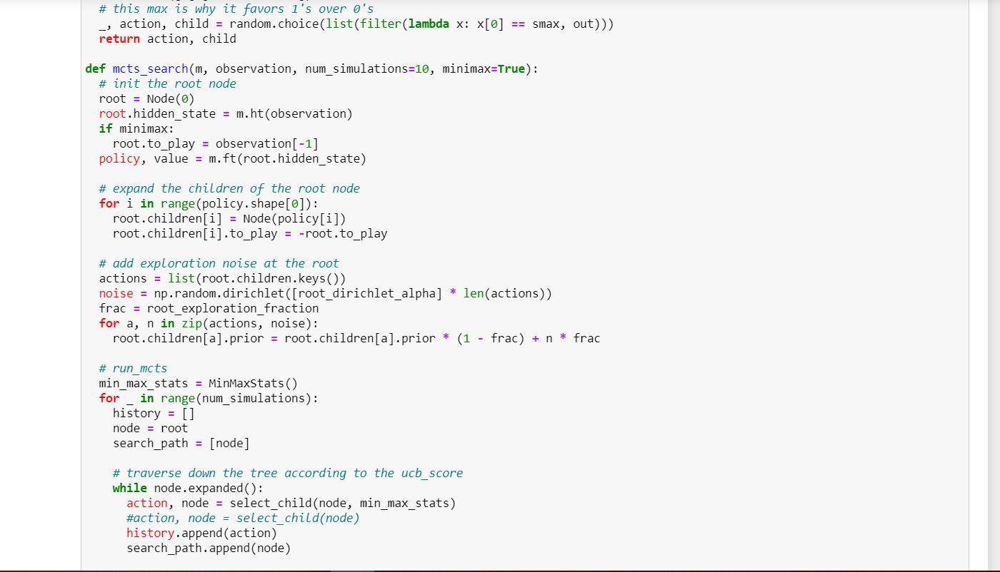 # this max is why it favors 1's over 0's
_, action, child = random.choice(list(filter(lambda x: x[0] == smax, out)))
return action, child
def mcts_search(m, observation, num_simulations=10, minimax=True):
# init the root node
root = Node(0)
root.hidden_state = m.ht(observation)
if minimax:
root.to_play = observation[-1]
policy, value = m.ft(root.hidden_state)
# expand the children of the root node
for i in range(policy.shape[0]):
root.children[i] = Node(policy[i])
root.children[i].to_play = -root.to_play
# add exploration noise at the root
actions = list(root.children.keys())
noise = np.random.dirichlet([root_dirichlet_alpha] * len(actions))
frac = root_exploration_fraction
for a, n in zip(actions, noise):
root.children[a].prior = root.children[a].prior * (1 - frac) + n * frac
# run_mcts
min_max_stats = MinMaxStats()
for _ in range(num_simulations):
history = []
node = root
search_path = [node]
# traverse down the tree according to the ucb_score
while node.expanded():
action, node = select_child(node, min_max_stats)
#action, node = select_child(node)
history.append(action)
search_path.append(node)